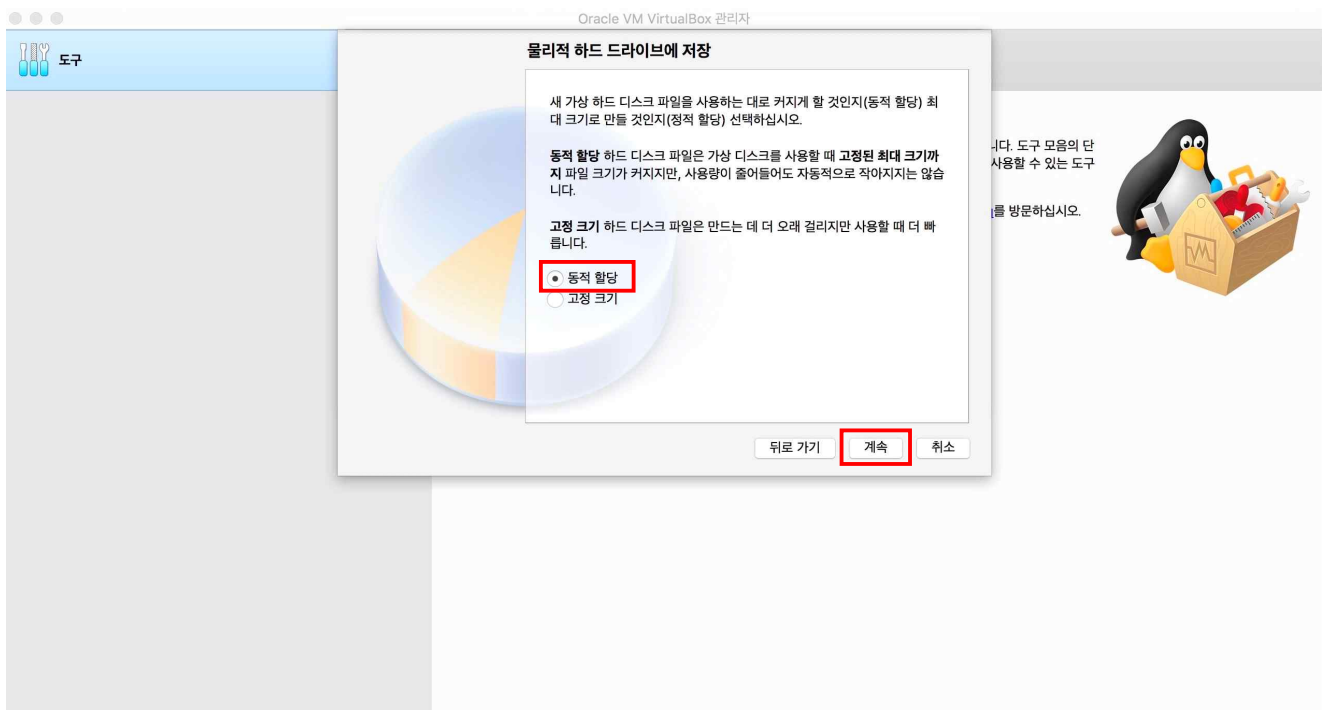 Oracle VM VirtualBox 관리자
도구
물리적 하드 드라이브에 저장
새 가상 하드 디스크 파일을 사용하는 대로 커지게 할 것인지(동적 할당) 최
대 크기로 만들 것인지(정적 할당) 선택하십시오.
동적 할당 하드 디스크 파일은 가상 디스크를 사용할 때 고정된 최대 크기까
지 파일 크기가 커지지만, 사용량이 줄어들어도 자동적으로 작아지지는 않습
니다.
고정 크기 하드 디스크 파일은 만드는 데 더 오래 걸리지만 사용할 때 더 빠
릅니다.
동적 할당
고정 크기
뒤로 가기 계속 취소
니다. 도구 모음의 단
사용할 수 있는 도구
를 방문하십시오.